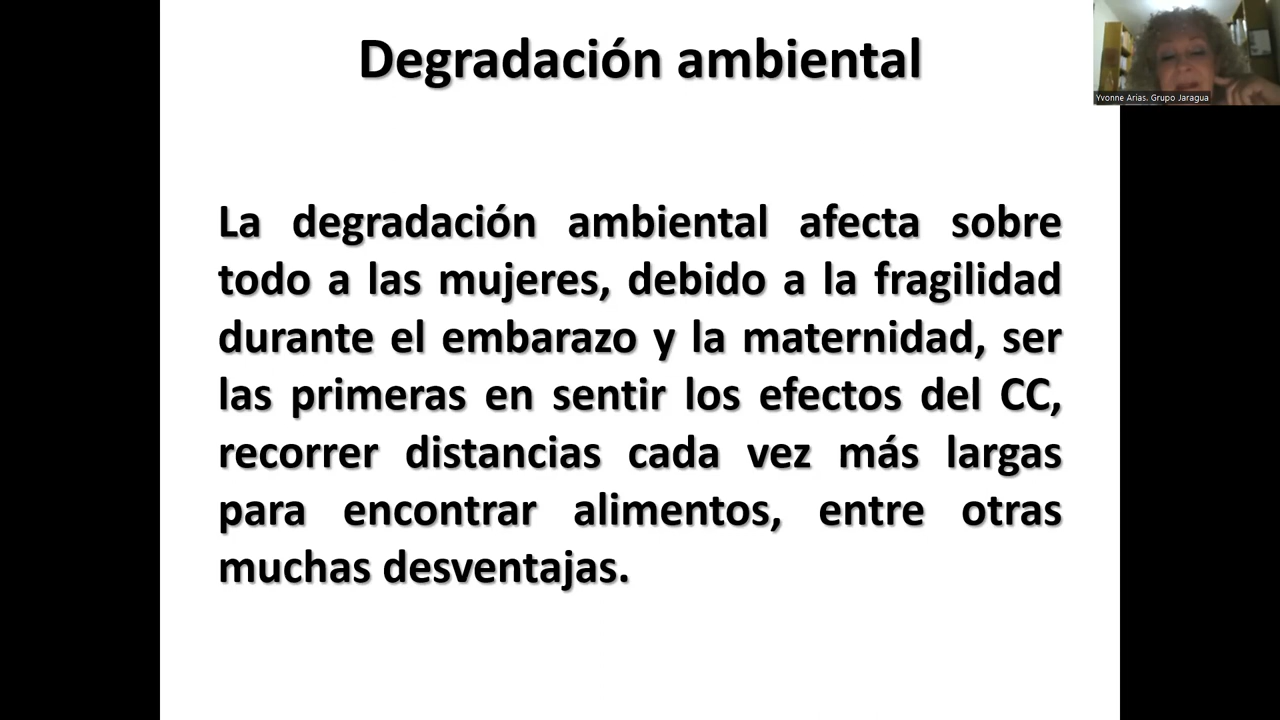 Degradación ambiental
Yvonne Arias. Grupo Jaragua
La degradación ambiental afecta sobre
todo a las mujeres, debido a la fragilidad
durante el embarazo y la maternidad, ser
las primeras en sentir los efectos del CC,
recorrer distancias cada vez más largas
para encontrar alimentos, entre otras
muchas desventajas.